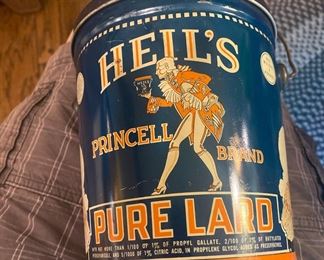 HEIL'S
HEIL'S
PRINCELL BRAND
PURE LARD
WITH NOT MORE THAN 1/100 OF 1% OF PROPYL GALLATE, 2/100 OF 1% OF BUTYLATED
HYDROXYANISOLE, AND 5/1000 OF 1% CITRIC ACID, IN PROPYLENE GLYCOL ADDED AS PRESERVATIVES.